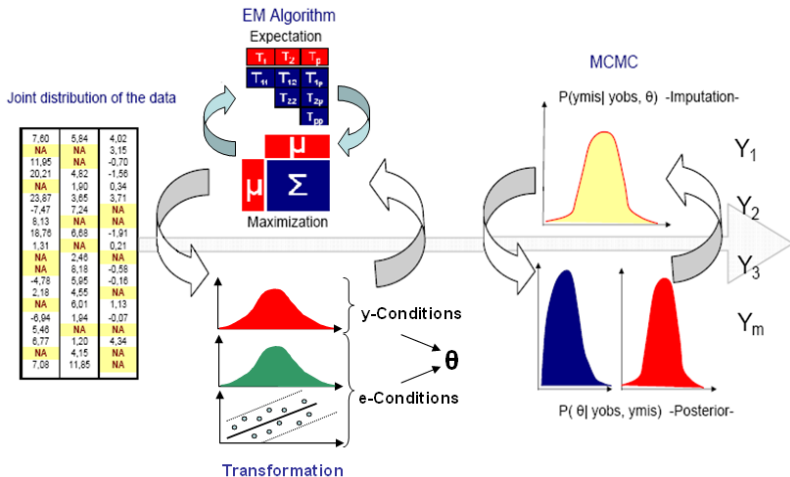 EM Algorithm
Expectation
T1 T2 Tp
T11 T12 T1p
T22 T2p
Tpp
μ
μ Σ
Maximization
Joint distribution of the data
7,60 5,84 4,02
NA NA 3,15
11,95 NA -0,70
20,21 4,82 -1,56
NA 1,90 0,34
23,87 3,65 3,71
-7,47 7,24 NA
8,13 NA NA
18,76 6,68 -1,91
1,31 NA 0,21
NA 2,46 NA
NA 8,18 -0,58
-4,78 5,95 -0,16
2,18 4,55 NA
NA 6,01 1,13
-6,94 1,94 -0,07
5,46 NA NA
6,77 1,20 4,34
NA 4,15 NA
7,08 11,85 NA
y-Conditions
θ
e-Conditions
Transformation
MCMC
P(ymis| yobs, θ) -Imputation-
P( θ| yobs, ymis) -Posterior-
Y1
Y2
Y3
Ym